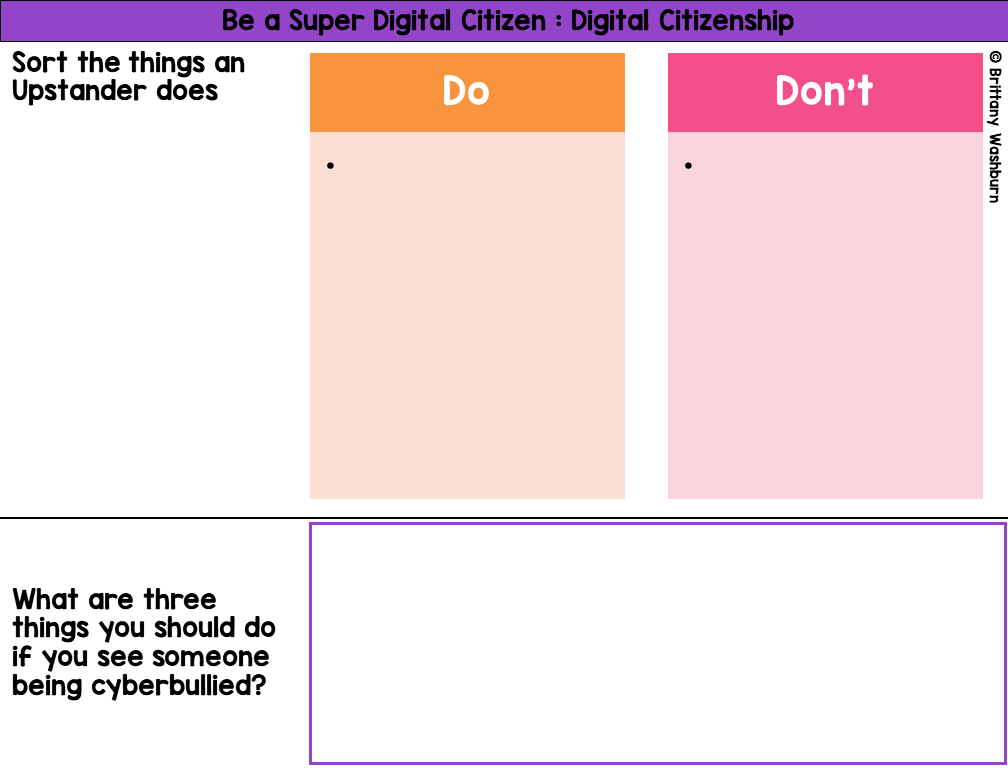 Be a Super Digital Citizen : Digital Citizenship
Sort the things an
Upstander does
Do
•
Don't
•
© Brittany Washburn
What are three
things you should do
if you see someone
being cyberbullied?